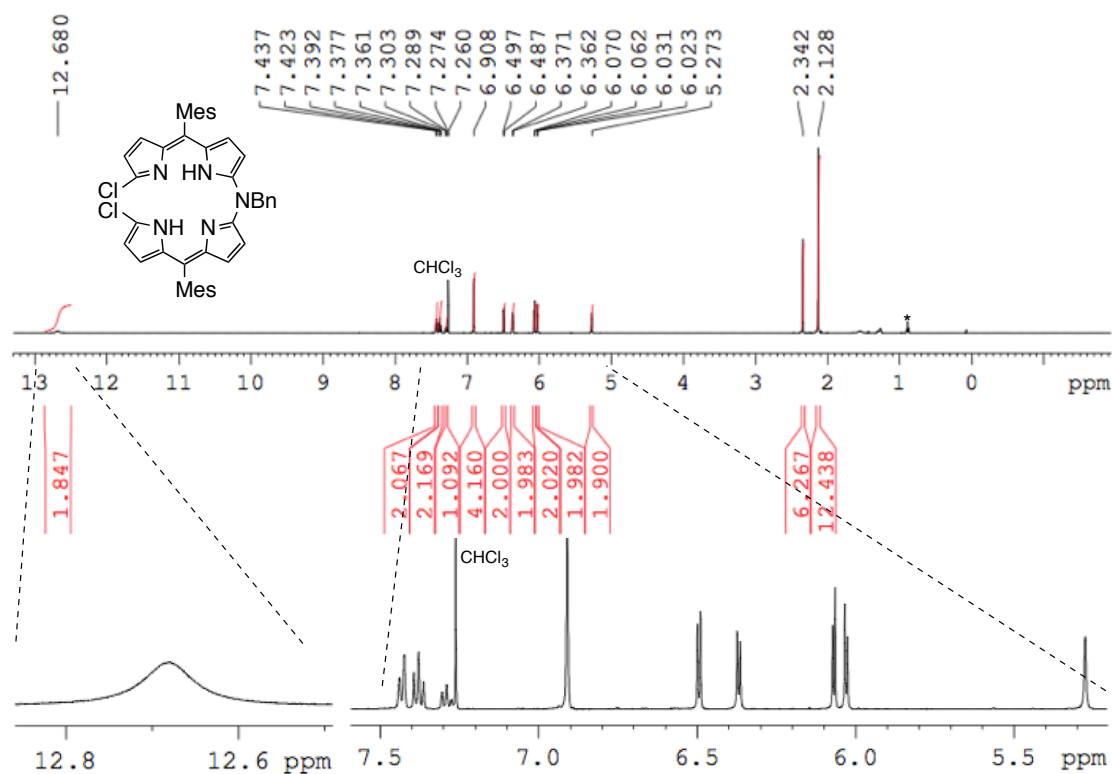 12.680
7.437
7.423
7.392
7.377
7.361
7.303
7.289
7.274
7.260
6.908
6.497
6.487
6.371
6.362
6.070
6.062
6.031
6.023
5.273
2.342
2.128
Mes
N HN
Cl
Cl
NBn
NH N
Mes
CHCl3
*
13 12 11 10 9 8 7 6 5 4 3 2 1 0 ppm
1.847
2.067
2.169
1.092
4.160
2.000
1.983
2.020
1.982
1.900
6.267
12.438
CHCl3
12.8 12.6 ppm
7.5 7.0 6.5 6.0 5.5 ppm